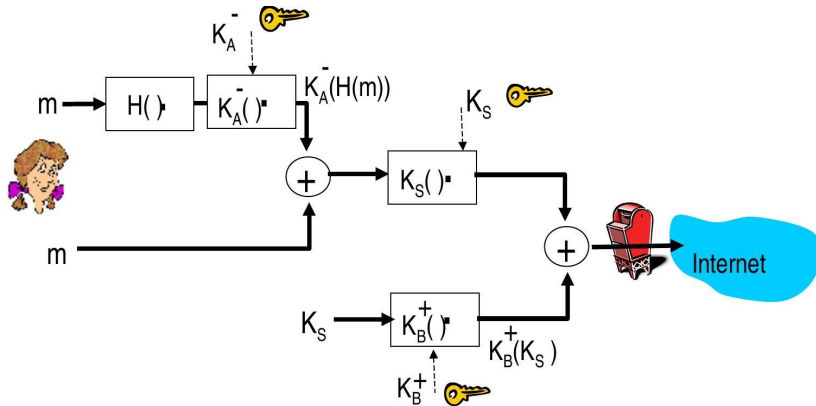 K_A^-
m
H( )·
K_A^-( )·
K_A^-(H(m))
+
K_S
K_S( )·
m
+
Internet
K_S
K_B^+( )·
K_B^+(K_S )
K_B^+